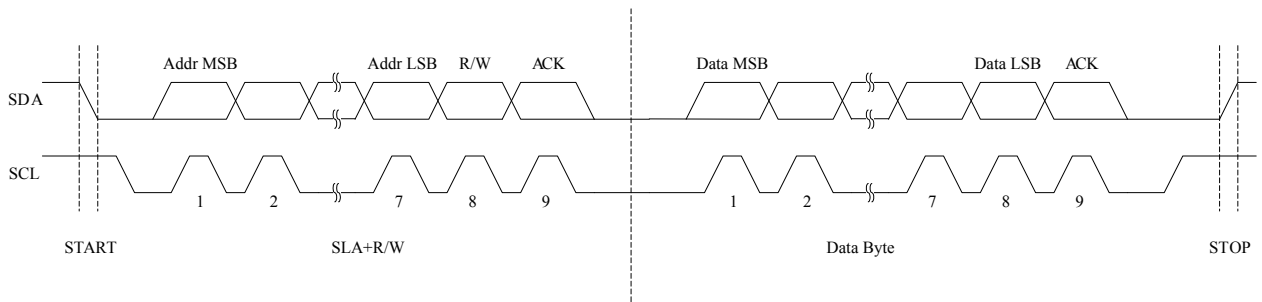 Addr MSB Addr LSB R/W ACK Data MSB Data LSB ACK
SDA
SCL
1 2 7 8 9 1 2 7 8 9
START SLA+R/W Data Byte STOP